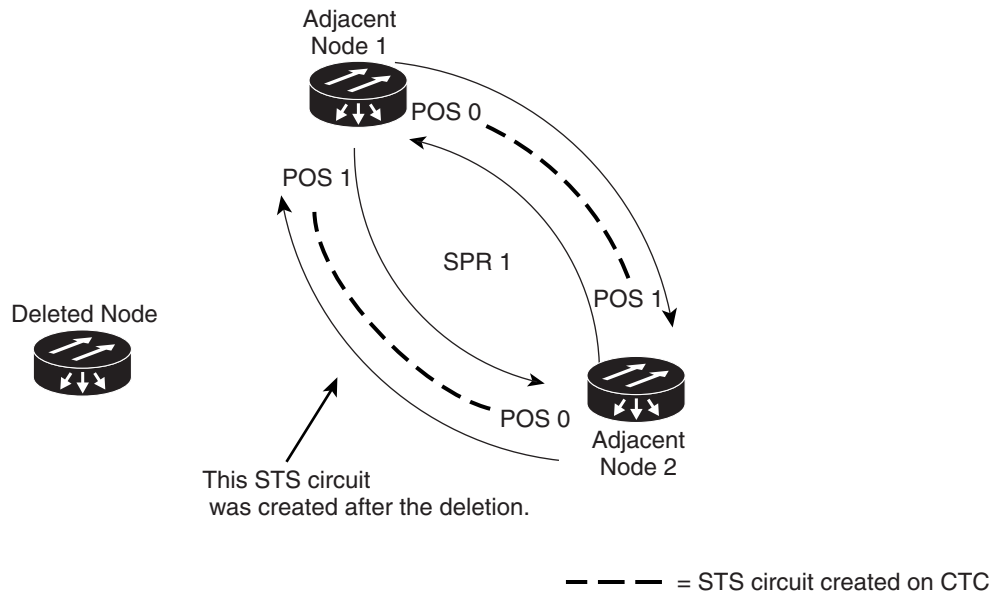 Adjacent
Node 1
POS 0
POS 1
SPR 1
POS 1
Deleted Node
POS 0
Adjacent
Node 2
This STS circuit
was created after the deletion.
= STS circuit created on CTC